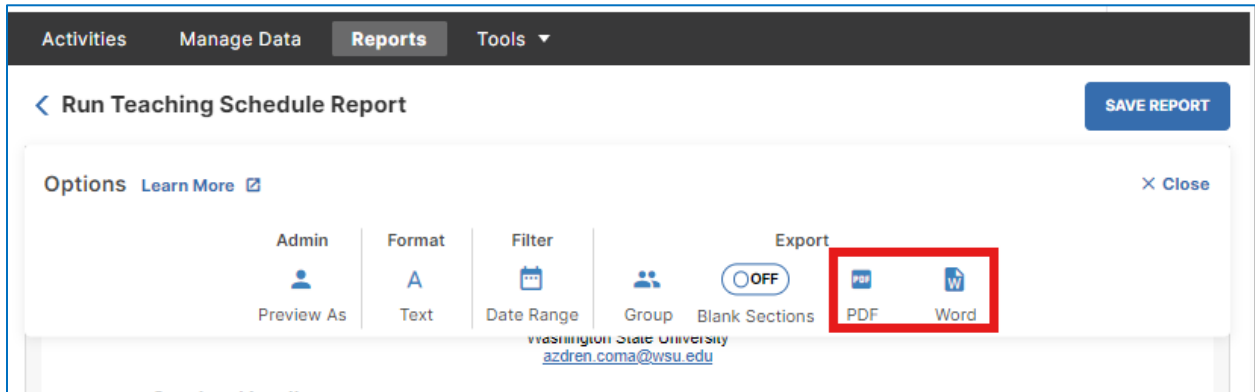 Activities Manage Data Reports Tools
Run Teaching Schedule Report SAVE REPORT
Options Learn More Close
Admin Format Filter Export
A OFF PDF W
Preview As Text Date Range Group Blank Sections PDF Word
Washington State University
azdren.coma@wsu.edu